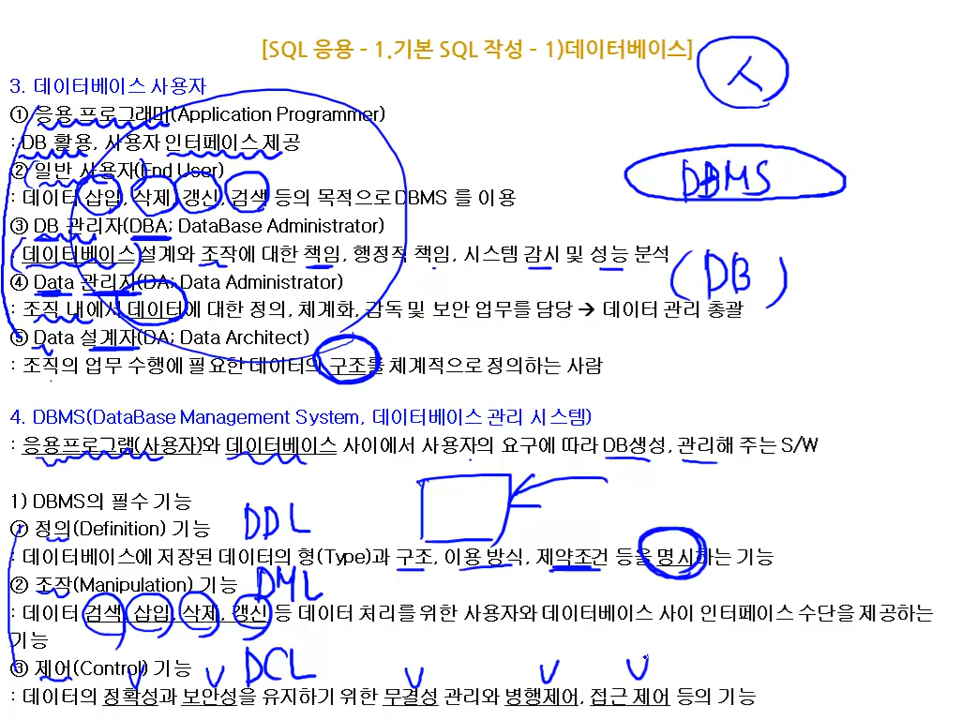 [SQL 응용 – 1.기본 SQL 작성 – 1)데이터베이스]
人
3. 데이터베이스 사용자
① 응용 프로그래머(Application Programmer)
: DB 활용, 사용자 인터페이스 제공
② 일반 사용자(End User)
DBMS
: 데이터 삽입, 삭제, 갱신, 검색 등의 목적으로 DBMS 를 이용
③ DB 관리자(DBA; DataBase Administrator)
: 데이터베이스 설계와 조작에 대한 책임, 행정적 책임, 시스템 감시 및 성능 분석
(DB)
④ Data 관리자(DA; Data Administrator)
: 조직 내에서 데이터에 대한 정의, 체계화, 감독 및 보안 업무를 담당 → 데이터 관리 총괄
⑤ Data 설계자(DA; Data Architect)
: 조직의 업무 수행에 필요한 데이터의 구조를 체계적으로 정의하는 사람
4. DBMS(DataBase Management System, 데이터베이스 관리 시스템)
: 응용프로그램(사용자)와 데이터베이스 사이에서 사용자의 요구에 따라 DB생성, 관리해 주는 S/W
1) DBMS의 필수 기능
① 정의(Definition) 기능 DDL
: 데이터베이스에 저장된 데이터의 형(Type)과 구조, 이용 방식, 제약조건 등을 명시하는 기능
② 조작(Manipulation) 기능 DML
: 데이터 검색, 삽입, 삭제, 갱신 등 데이터 처리를 위한 사용자와 데이터베이스 사이 인터페이스 수단을 제공하는
기능
③ 제어(Control) 기능 DCL
: 데이터의 정확성과 보안성을 유지하기 위한 무결성 관리와 병행제어, 접근 제어 등의 기능